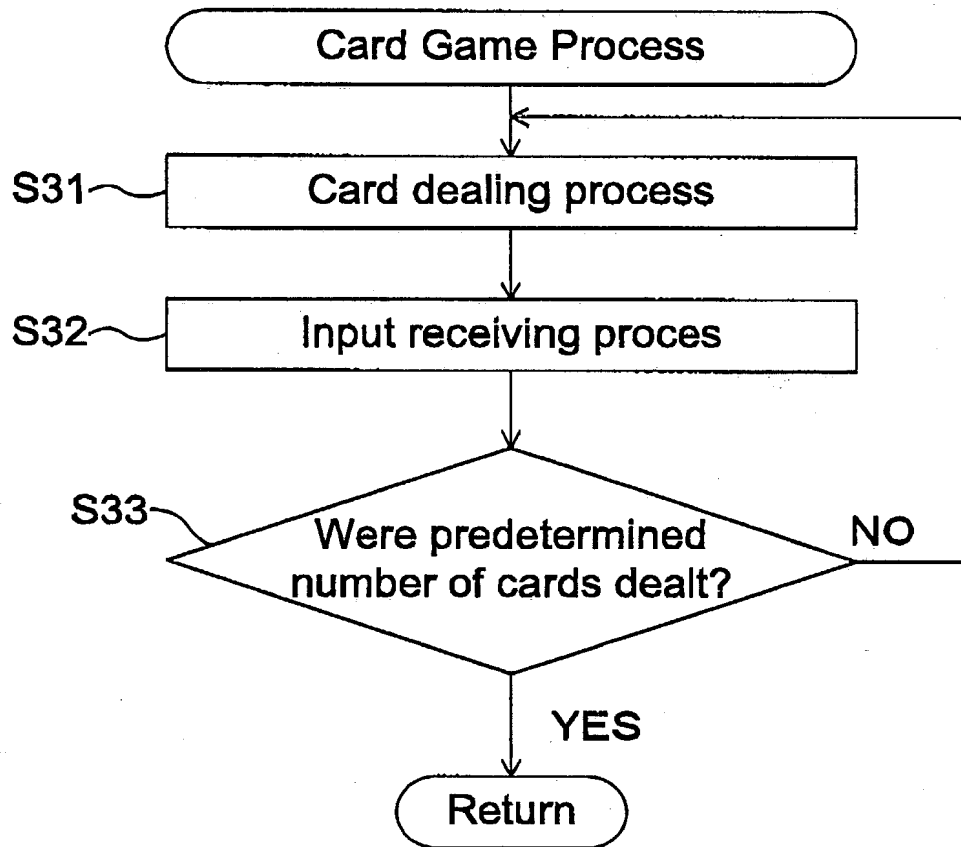 Card Game Process
S31
Card dealing process
S32
Input receiving proces
S33
Were predetermined
number of cards dealt?
NO
YES
Return